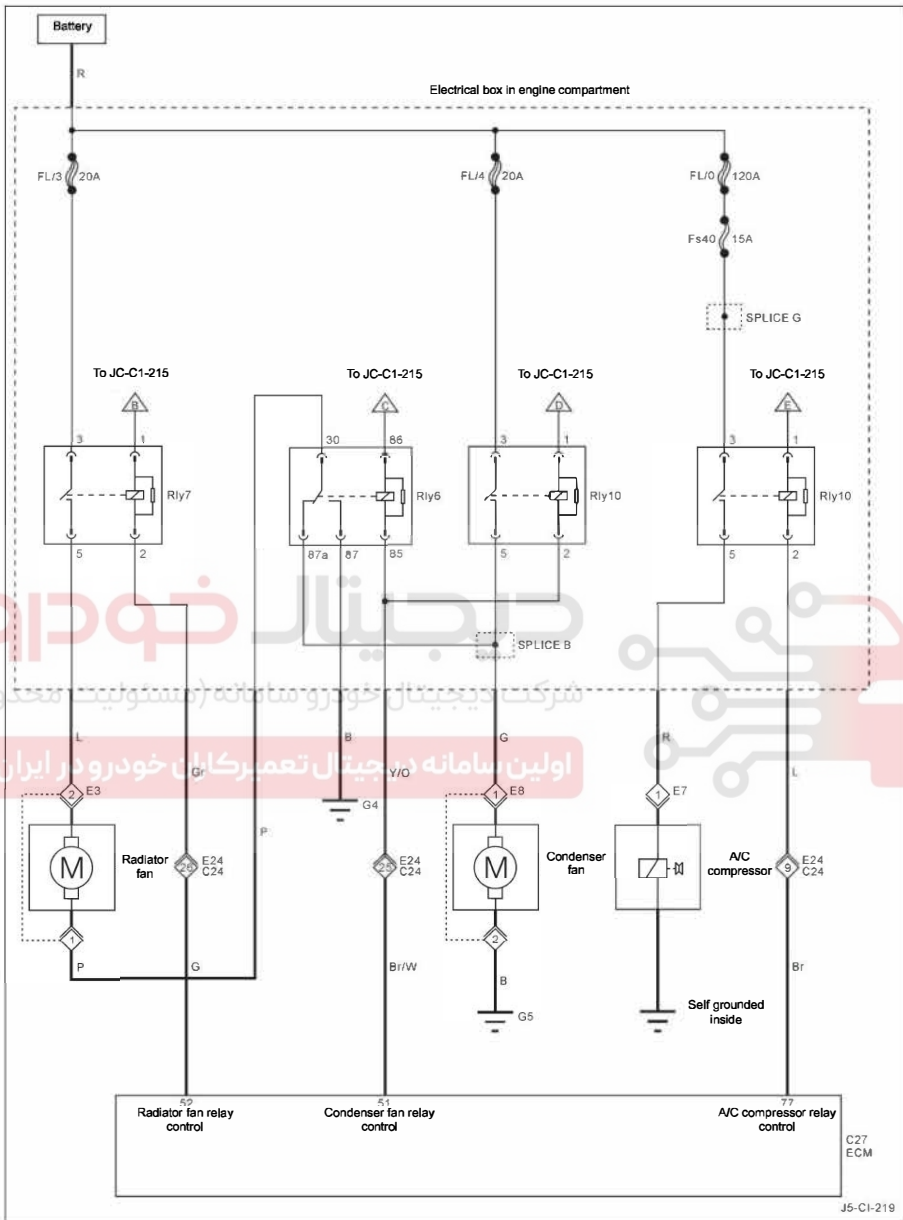 Battery
R
Electrical box in engine compartment
FL/3 20A
FL/4 20A
FL/0 120A
Fs40 15A
SPLICE G
To JC-C1-215
To JC-C1-215
To JC-C1-215
To JC-C1-215
B
C
D
E
3 1
30 86
3 1
3 1
Rly7
Rly6
Rly10
Rly10
5 2
87a 87 85
5 2
5 2
دیجیتال خودرو
SPLICE B
شرکت دیجیتال خودرو سامانه (مسئولیت
L
Gr
B
Y/O
G
R
L
اولین سامانه دیجیتال تعمیرکاران خودرو در ایران
2 E3
G4
1 E8
1 E7
P
M
Radiator
fan
26 E24
C24
25 E24
C24
M
Condenser
fan
A/C
compressor
9 E24
C24
1
2
P
G
Br/W
B
Br
G5
Self grounded
inside
52
51
77
Radiator fan relay
control
Condenser fan relay
control
A/C compressor relay
control
C27
ECM
J5-CI-219